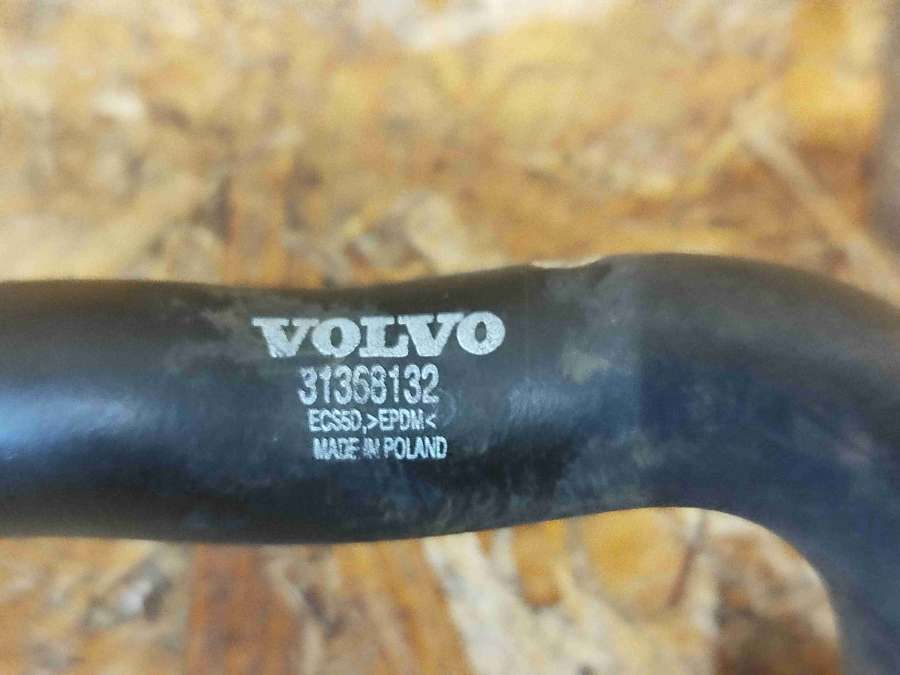 VOLVO
31368132
ECS5D,>EPDM<
MADE IN POLAND